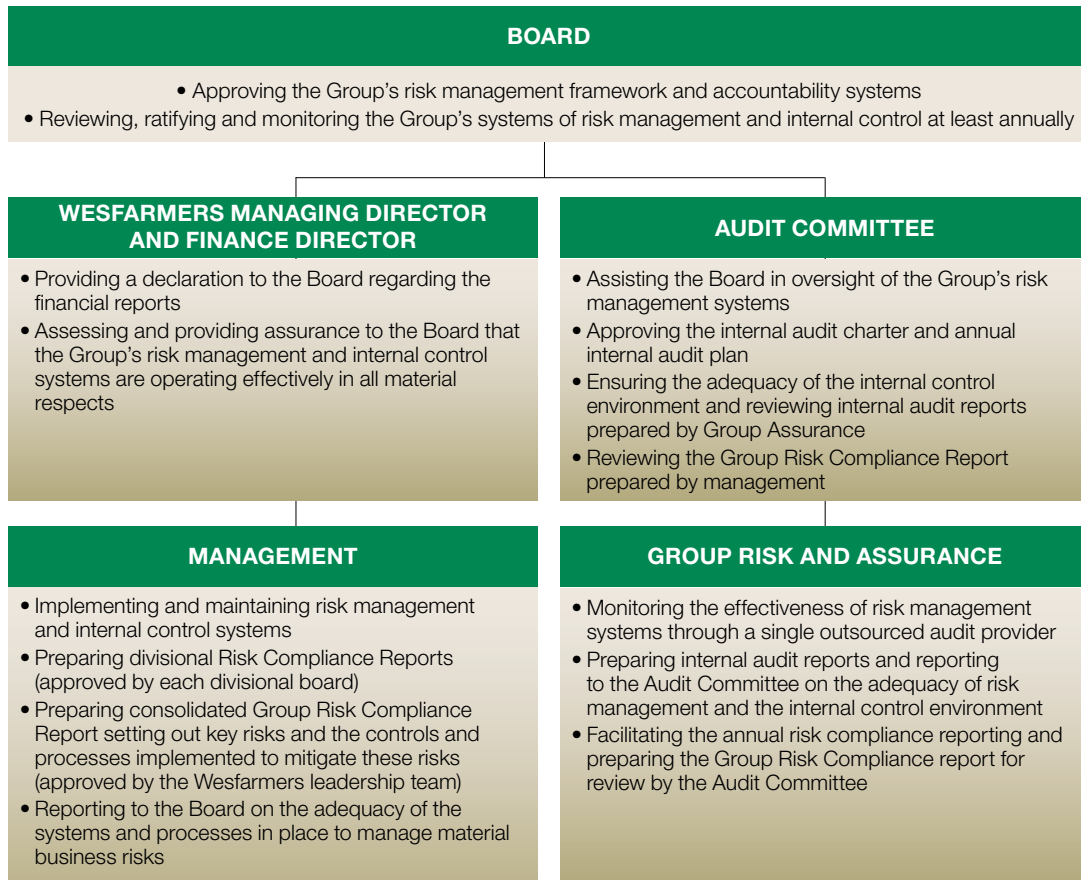 BOARD
• Approving the Group's risk management framework and accountability systems
• Reviewing, ratifying and monitoring the Group's systems of risk management and internal control at least annually
WESFARMERS MANAGING DIRECTOR
AND FINANCE DIRECTOR
• Providing a declaration to the Board regarding the
financial reports
• Assessing and providing assurance to the Board that
the Group's risk management and internal control
systems are operating effectively in all material
respects
AUDIT COMMITTEE
• Assisting the Board in oversight of the Group's risk
management systems
• Approving the internal audit charter and annual
internal audit plan
• Ensuring the adequacy of the internal control
environment and reviewing internal audit reports
prepared by Group Assurance
• Reviewing the Group Risk Compliance Report
prepared by management
MANAGEMENT
• Implementing and maintaining risk management
and internal control systems
• Preparing divisional Risk Compliance Reports
(approved by each divisional board)
• Preparing consolidated Group Risk Compliance
Report setting out key risks and the controls and
processes implemented to mitigate these risks
(approved by the Wesfarmers leadership team)
• Reporting to the Board on the adequacy of the
systems and processes in place to manage material
business risks
GROUP RISK AND ASSURANCE
• Monitoring the effectiveness of risk management
systems through a single outsourced audit provider
• Preparing internal audit reports and reporting
to the Audit Committee on the adequacy of risk
management and the internal control environment
• Facilitating the annual risk compliance reporting and
preparing the Group Risk Compliance report for
review by the Audit Committee